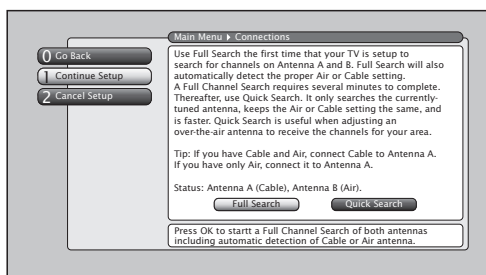 Main Menu ▶ Connections
0 Go Back
1 Continue Setup
2 Cancel Setup
Use Full Search the first time that your TV is setup to
search for channels on Antenna A and B. Full Search will also
automatically detect the proper Air or Cable setting.
A Full Channel Search requires several minutes to complete.
Thereafter, use Quick Search. It only searches the currently-
tuned antenna, keeps the Air or Cable setting the same, and
is faster. Quick Search is useful when adjusting an
over-the-air antenna to receive the channels for your area.
Tip: If you have Cable and Air, connect Cable to Antenna A.
If you have only Air, connect it to Antenna A.
Status: Antenna A (Cable), Antenna B (Air).
Full Search Quick Search
Press OK to startt a Full Channel Search of both antennas
including automatic detection of Cable or Air antenna.